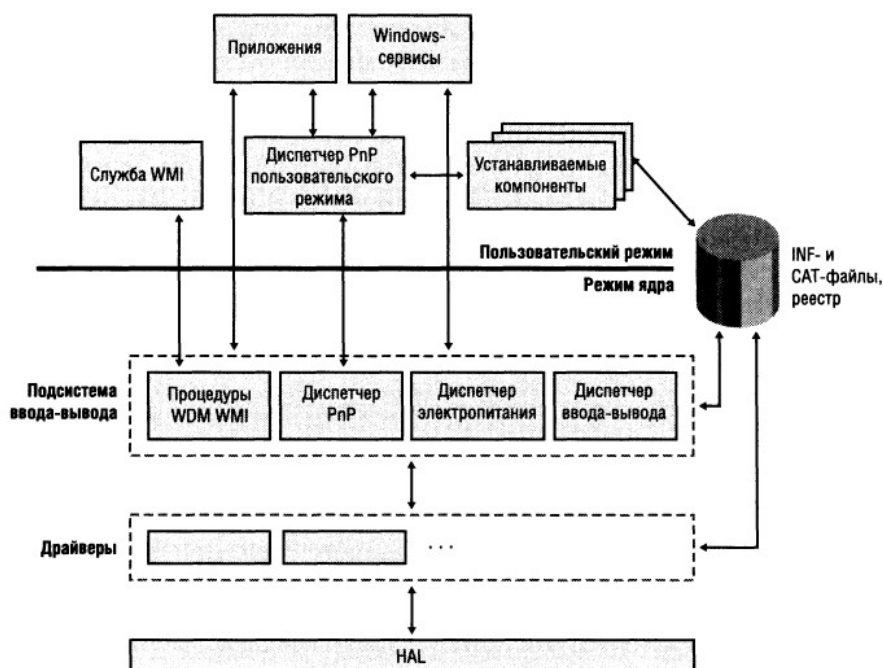 Приложения
Windows-
сервисы
Служба WMI
Диспетчер PnP
пользовательского
режима
Устанавливаемые
компоненты
Пользовательский режим
Режим ядра
INF- и
CAT-файлы,
реестр
Подсистема
ввода-вывода
Процедуры
WDM WMI
Диспетчер
PnP
Диспетчер
электропитания
Диспетчер
ввода-вывода
Драйверы
...
HAL